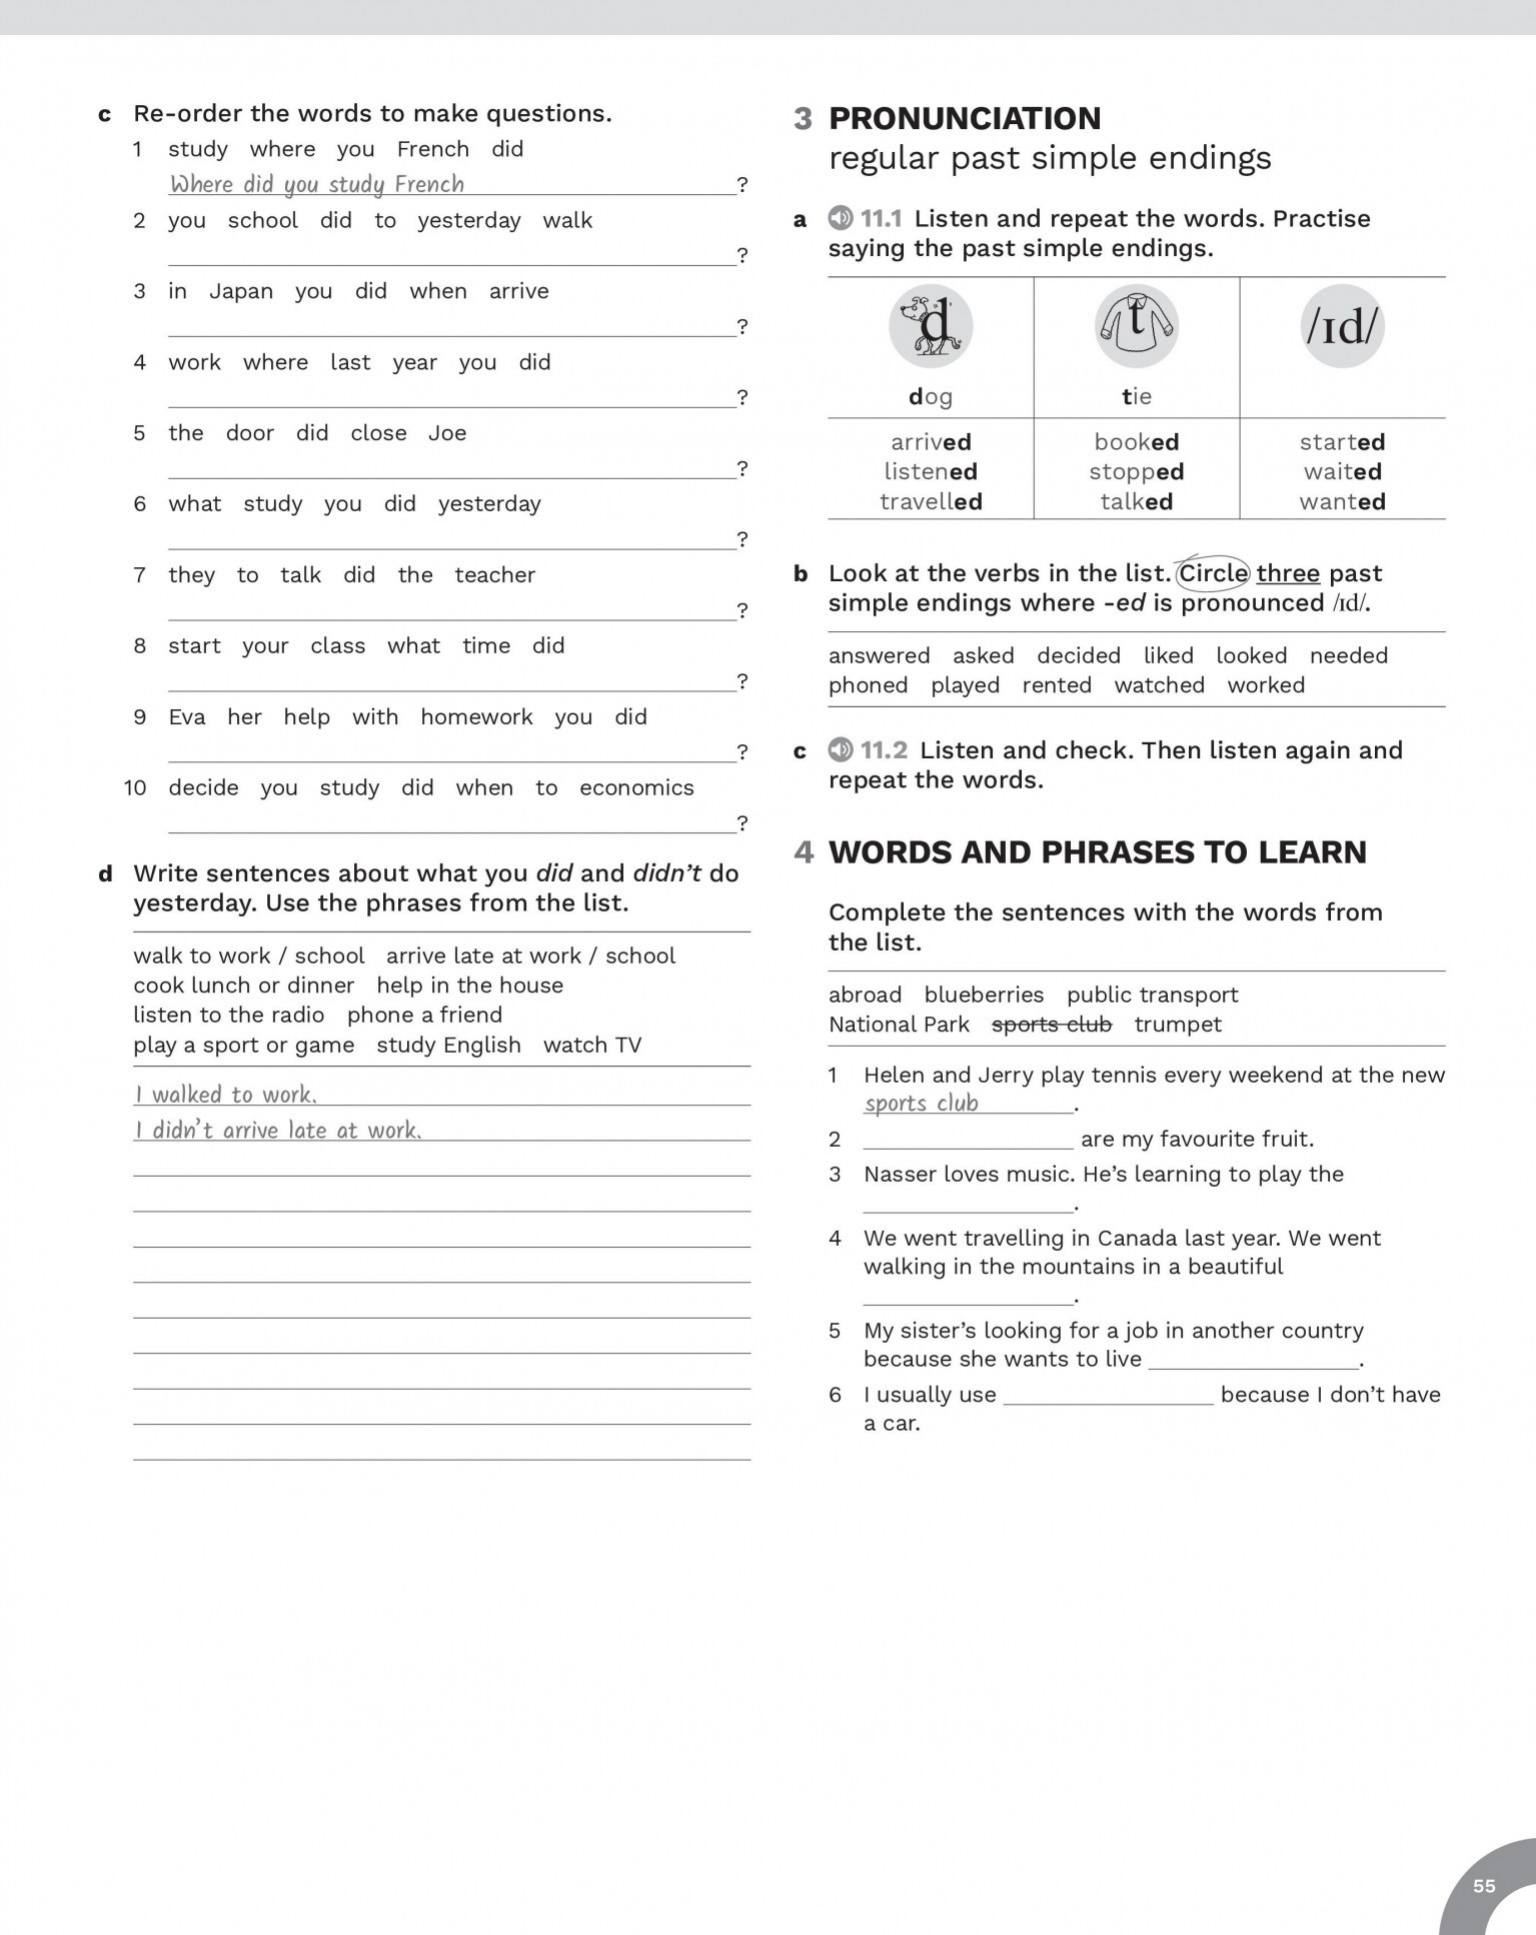 c Re-order the words to make questions.
1 study where you French did
Where did you study French ?
2 you school did to yesterday walk
?
3 in Japan you did when arrive
?
4 work where last year you did
?
5 the door did close Joe
?
6 what study you did yesterday
?
7 they to talk did the teacher
?
8 start your class what time did
?
9 Eva her help with homework you did
?
10 decide you study did when to economics
?
d Write sentences about what you did and didn't do
yesterday. Use the phrases from the list.
walk to work / school arrive late at work / school
cook lunch or dinner help in the house
listen to the radio phone a friend
play a sport or game study English watch TV
I walked to work.
I didn't arrive late at work.
3 PRONUNCIATION
regular past simple endings
a 11.1 Listen and repeat the words. Practise
saying the past simple endings.
d t /ɪd/
dog tie
arrived booked started
listened stopped waited
travelled talked wanted
b Look at the verbs in the list. Circle three past
simple endings where -ed is pronounced /ɪd/.
answered asked decided liked looked needed
phoned played rented watched worked
c 11.2 Listen and check. Then listen again and
repeat the words.
4 WORDS AND PHRASES TO LEARN
Complete the sentences with the words from
the list.
abroad blueberries public transport
National Park sports club trumpet
1 Helen and Jerry play tennis every weekend at the new
sports club .
2 are my favourite fruit.
3 Nasser loves music. He's learning to play the
.
4 We went travelling in Canada last year. We went
walking in the mountains in a beautiful
.
5 My sister's looking for a job in another country
because she wants to live .
6 I usually use because I don't have
a car.
55